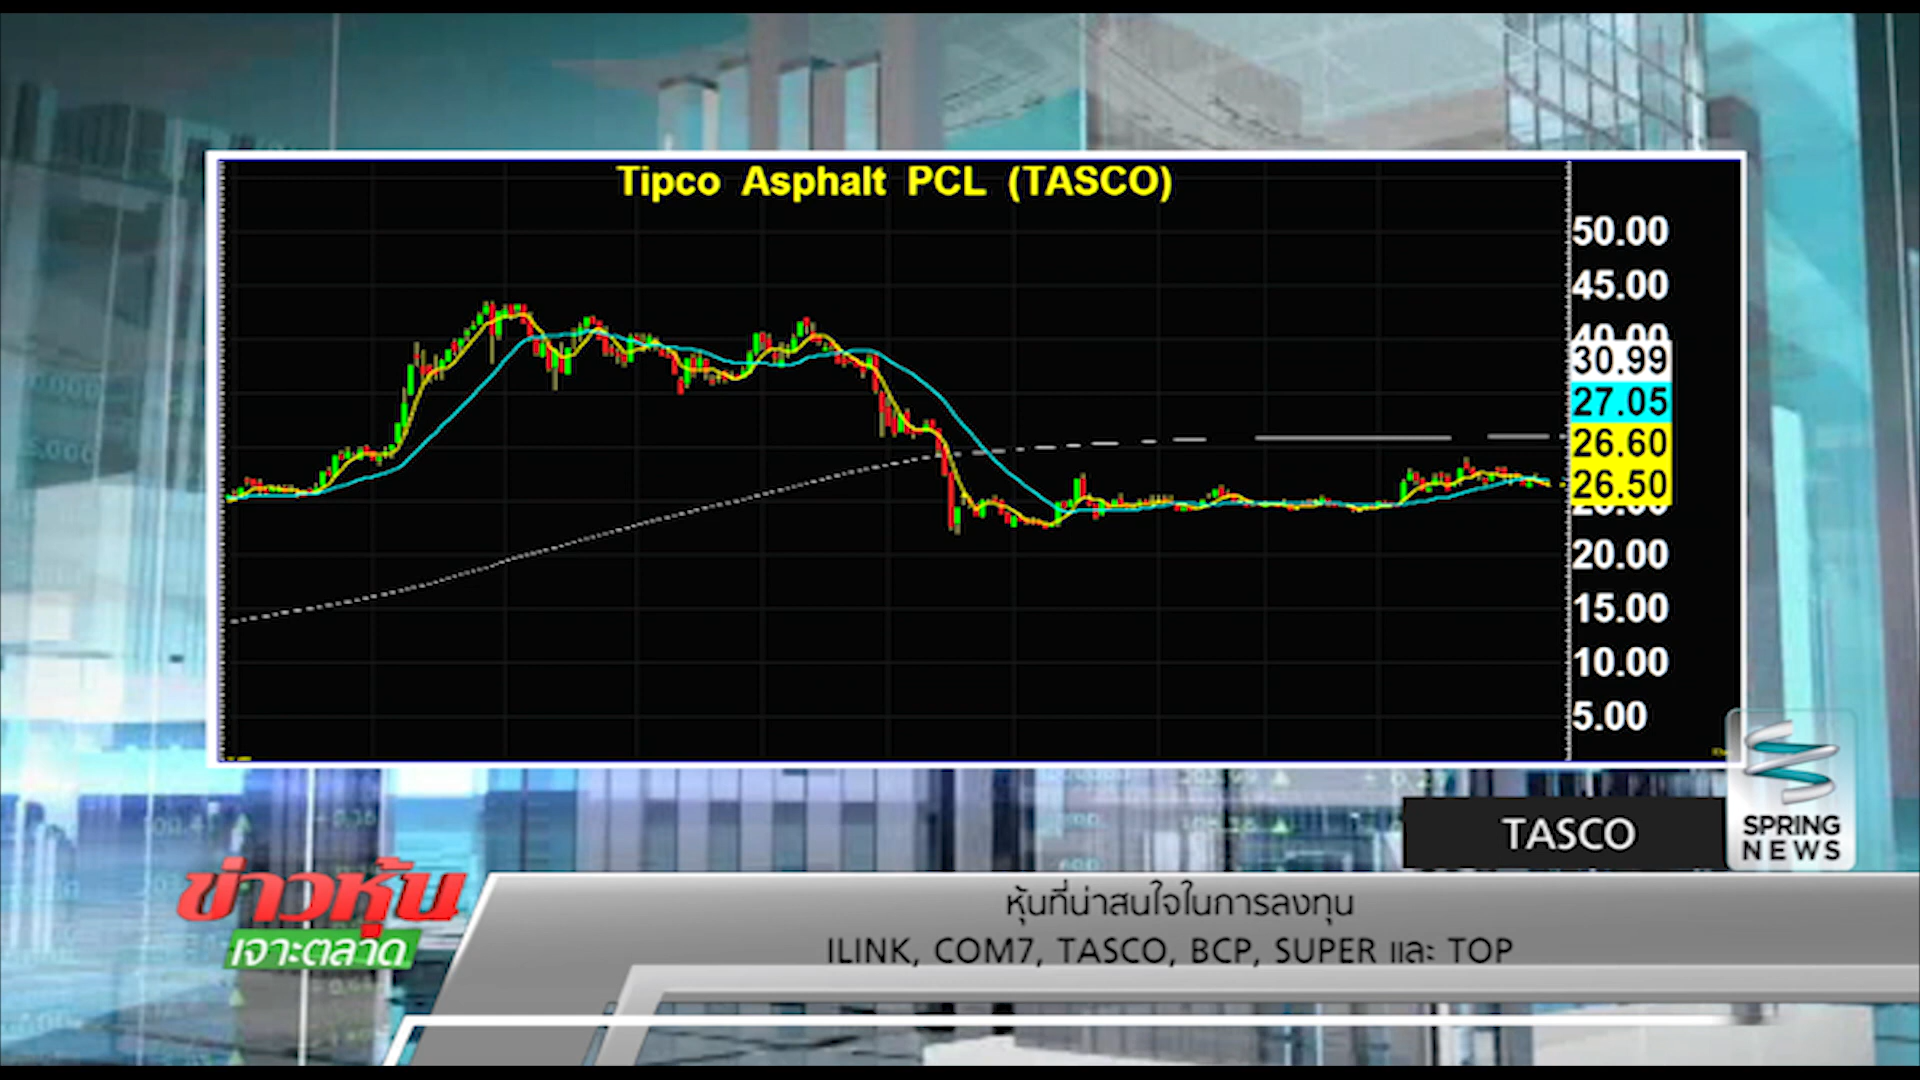 Tipco Asphalt PCL (TASCO)
50.00
45.00
40.00
30.99
27.05
26.60
26.50
20.00
15.00
10.00
5.00
TASCO
SPRING
NEWS
ข่าวหุ้น
เจาะตลาด
หุ้นที่น่าสนใจในการลงทุน
ILINK, COM7, TASCO, BCP, SUPER และ TOP